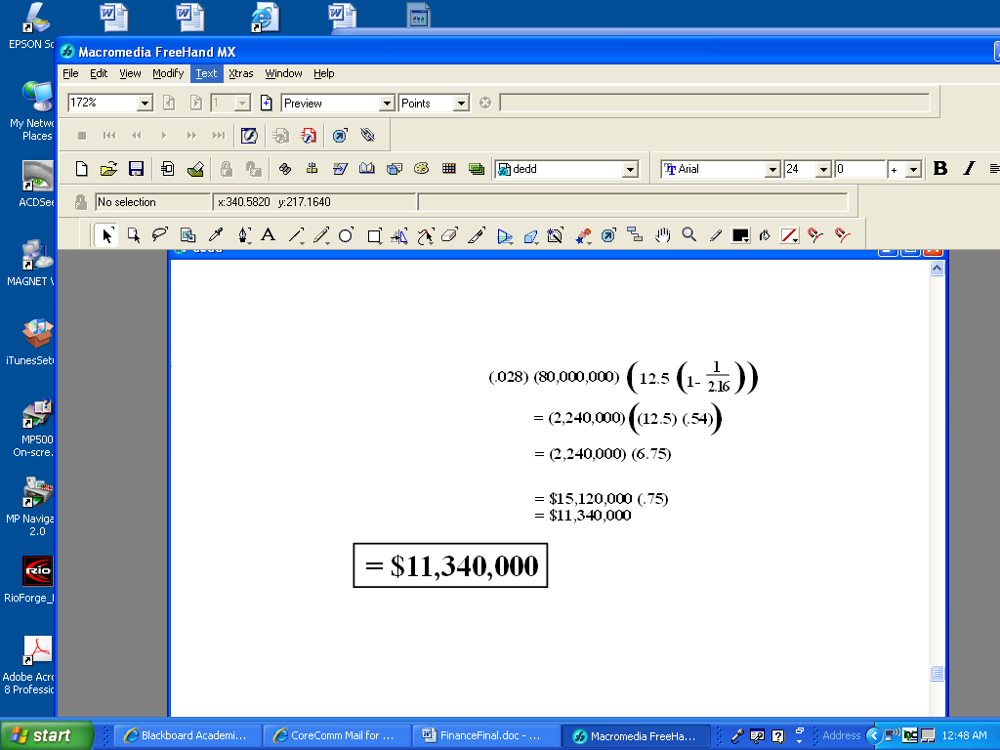 EPSON Sc
Macromedia FreeHand MX
File Edit View Modify Text Xtras Window Help
172% 1 Preview Points
My Netwo
Places
dedd Arial 24 0 + B I
ACDSee
No selection x:340.5820 y:217.1640
A
MAGNET V
iTunesSetu
(.028) (80,000,000) (12.5 (1- 1/2.16))
= (2,240,000) ((12.5) (.54))
MP500
On-scre..
= (2,240,000) (6.75)
= $15,120,000 (.75)
= $11,340,000
MP Naviga
2.0
= $11,340,000
RIO
RioForge_
Adobe Acro
8 Professio
start Blackboard Academi... CoreComm Mail for ... FinanceFinal.doc - ... Macromedia FreeHa... Address 12:48 AM